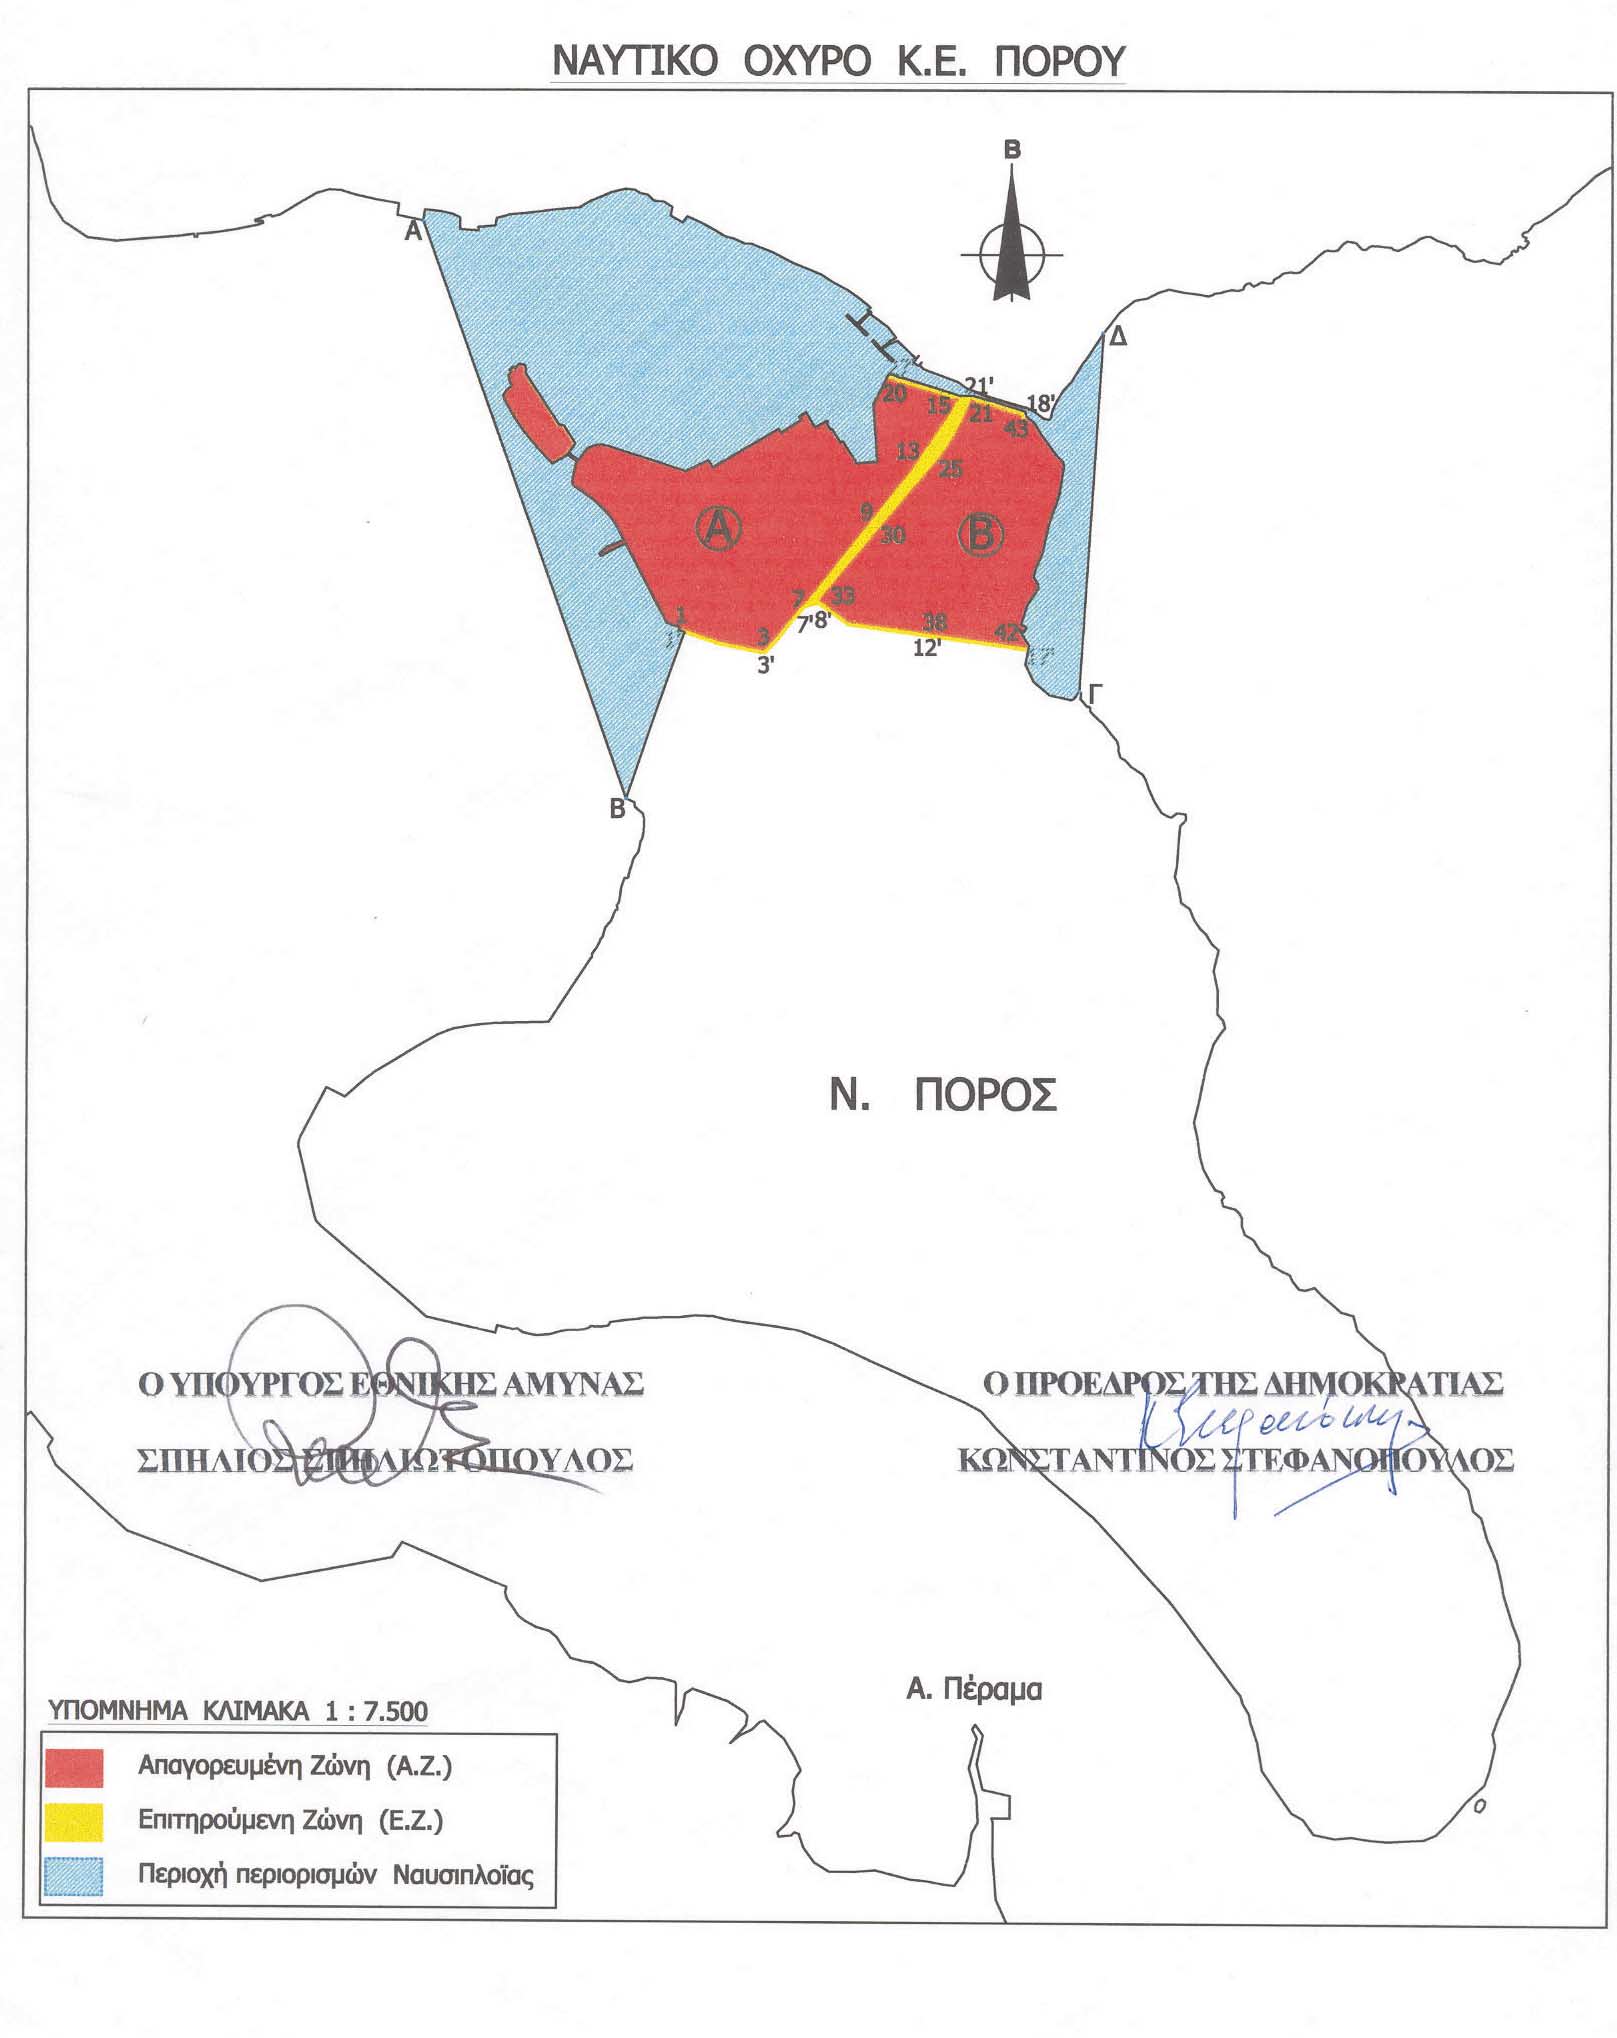 ΝΑΥΤΙΚΟ ΟΧΥΡΟ Κ.Ε. ΠΟΡΟΥ
Β
Α
Δ
21'
20
15
21
18'
43
13
25
9
30
Α
Β
1
7
33
7'
8'
3
38
42
3'
12'
17'
Γ
Β
Ν. ΠΟΡΟΣ
Ο ΥΠΟΥΡΓΟΣ ΕΘΝΙΚΗΣ ΑΜΥΝΑΣ
Ο ΠΡΟΕΔΡΟΣ ΤΗΣ ΔΗΜΟΚΡΑΤΙΑΣ
ΣΠΗΛΙΟΣ ΣΠΗΛΙΩΤΟΠΟΥΛΟΣ
ΚΩΝΣΤΑΝΤΙΝΟΣ ΣΤΕΦΑΝΟΠΟΥΛΟΣ
Α. Πέραμα
ΥΠΟΜΝΗΜΑ ΚΛΙΜΑΚΑ 1 : 7.500
Απαγορευμένη Ζώνη (Α.Ζ.)
Επιτηρούμενη Ζώνη (Ε.Ζ.)
Περιοχή περιορισμών Ναυσιπλοΐας